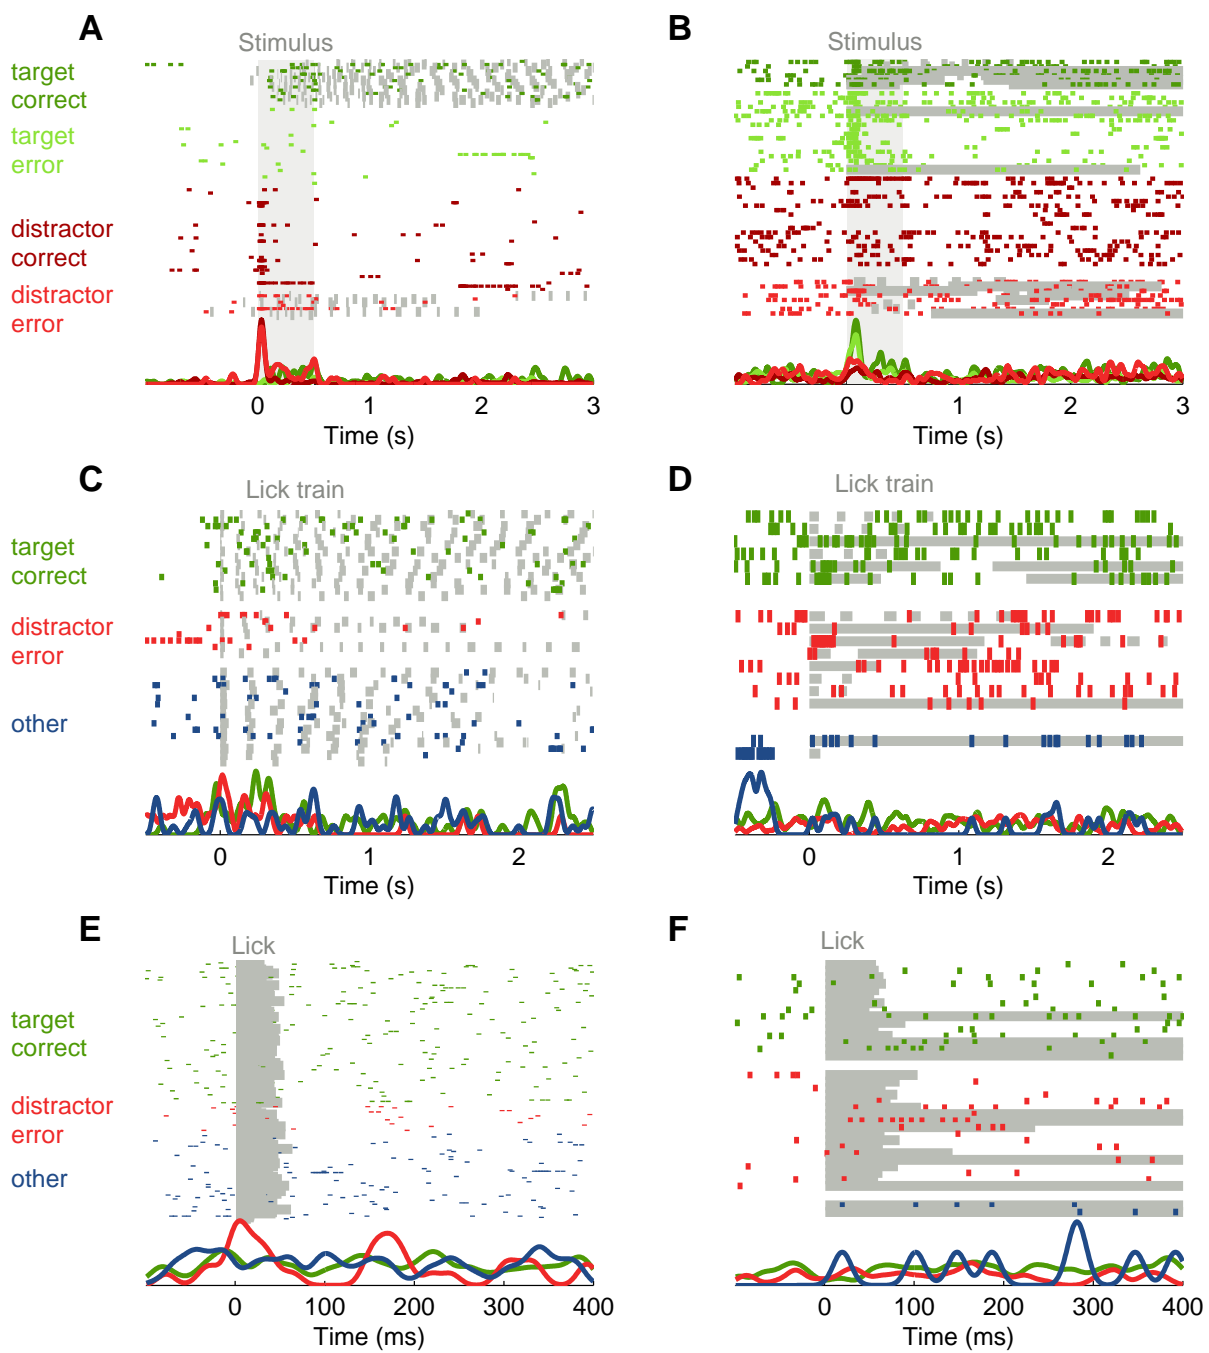 A
B
Stimulus
Stimulus
target
correct
target
error
distractor
correct
distractor
error
0 1 2 3
0 1 2 3
Time (s)
Time (s)
C
D
Lick train
Lick train
target
correct
distractor
error
other
0 1 2
0 1 2
Time (s)
Time (s)
E
F
Lick
Lick
target
correct
distractor
error
other
0 100 200 300 400
0 100 200 300 400
Time (ms)
Time (ms)